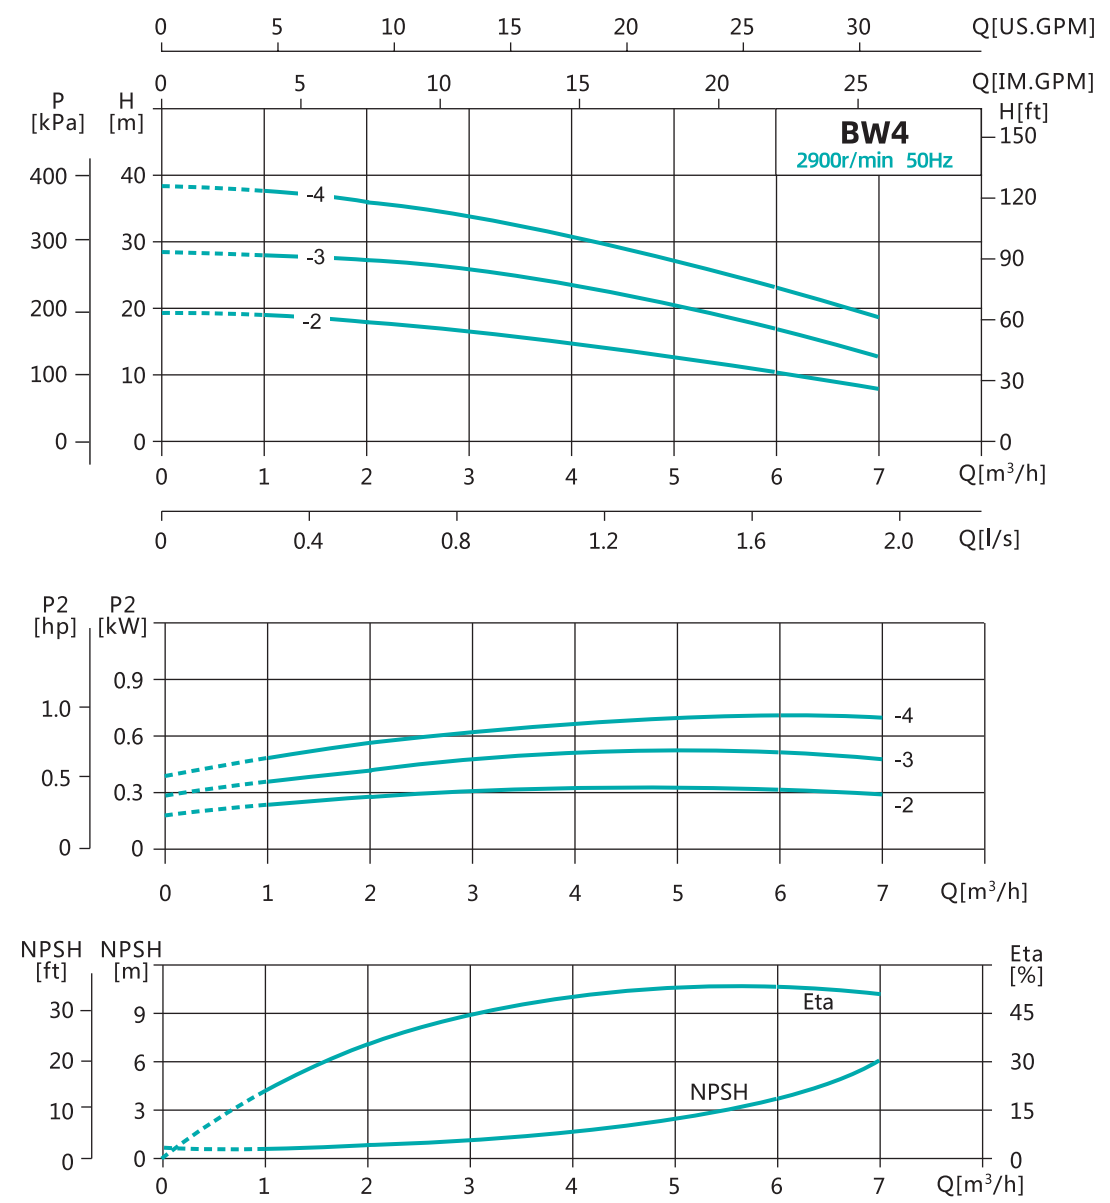 0 5 10 15 20 25 30 Q[US.GPM]
0 5 10 15 20 25 Q[IM.GPM]
P H H[ft]
[kPa] [m]
BW4
2900r/min 50Hz
150
400 40 120
-4
300 30 90
-3
200 20 60
-2
100 10 30
0 0 0
0 1 2 3 4 5 6 7 Q[m³/h]
0 0.4 0.8 1.2 1.6 2.0 Q[l/s]
P2 P2
[hp] [kW]
0.9
1.0 -4
0.6
0.5 -3
0.3 -2
0 0
0 1 2 3 4 5 6 7 Q[m³/h]
NPSH NPSH Eta
[ft] [m] [%]
30 9 Eta 45
20 6 30
NPSH
10 3 15
0 0 0
0 1 2 3 4 5 6 7 Q[m³/h]